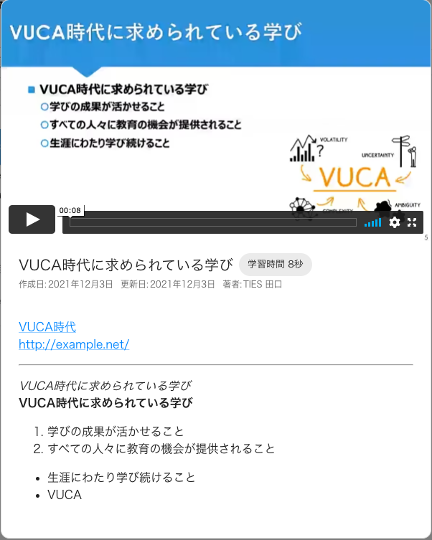 VUCA時代に求められている学び
■ VUCA時代に求められている学び
○学びの成果が活かせること
○すべての人々に教育の機会が提供されること
○生涯にわたり学び続けること
VOLATILITY
?
UNCERTAINTY
VUCA
COMPLEXITY
AMBIGUITY
00:08
5
VUCA時代に求められている学び 学習時間 8秒
作成日: 2021年12月3日 更新日: 2021年12月3日 著者: TIES 田口
VUCA時代
http://example.net/
VUCA時代に求められている学び
VUCA時代に求められている学び
1. 学びの成果が活かせること
2. すべての人々に教育の機会が提供されること
• 生涯にわたり学び続けること
• VUCA